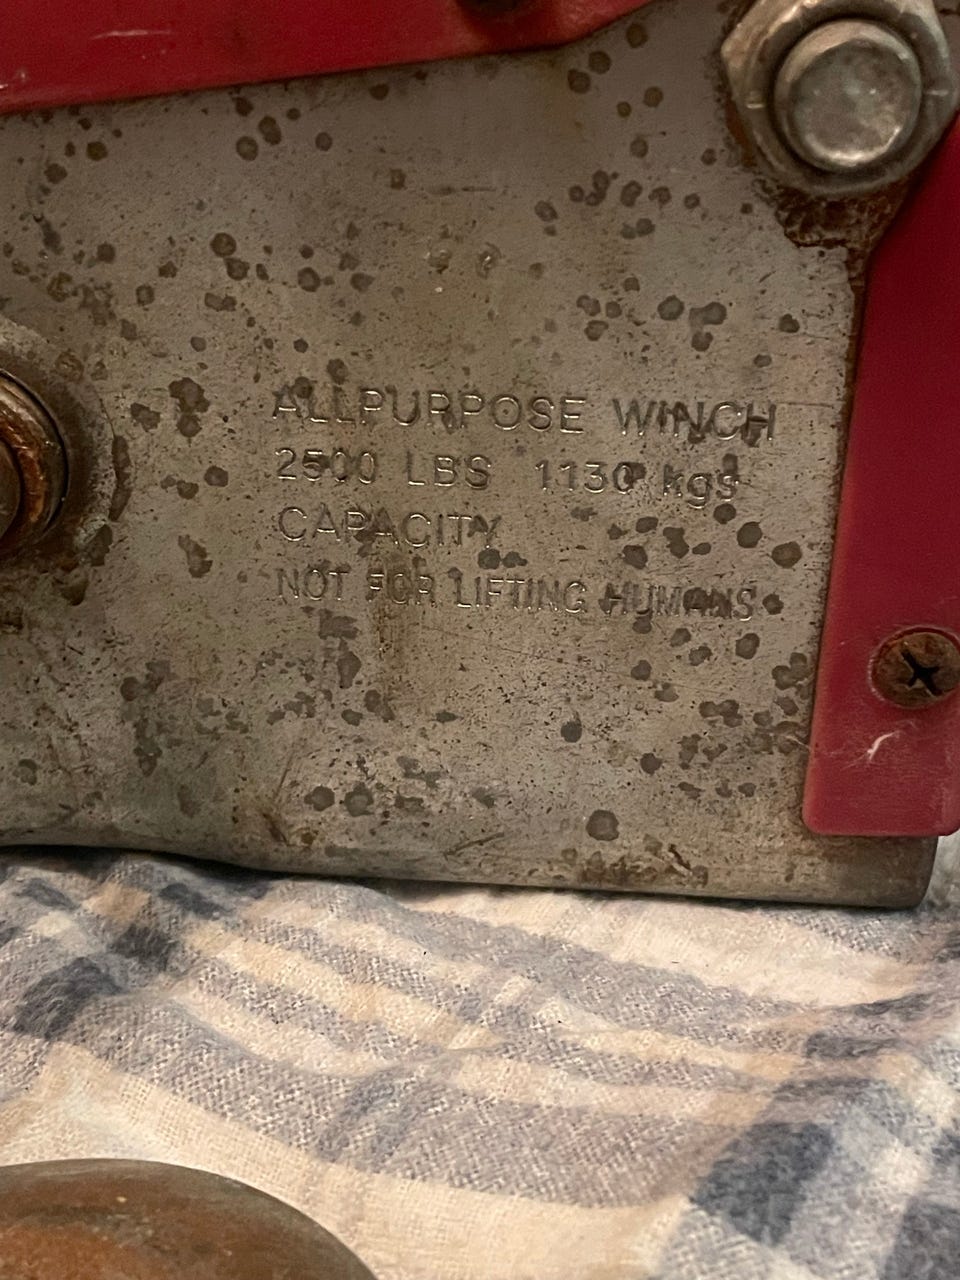 ALLPURPOSE WINCH
2500 LBS 1130 kgs
CAPACITY
NOT FOR LIFTING HUMANS